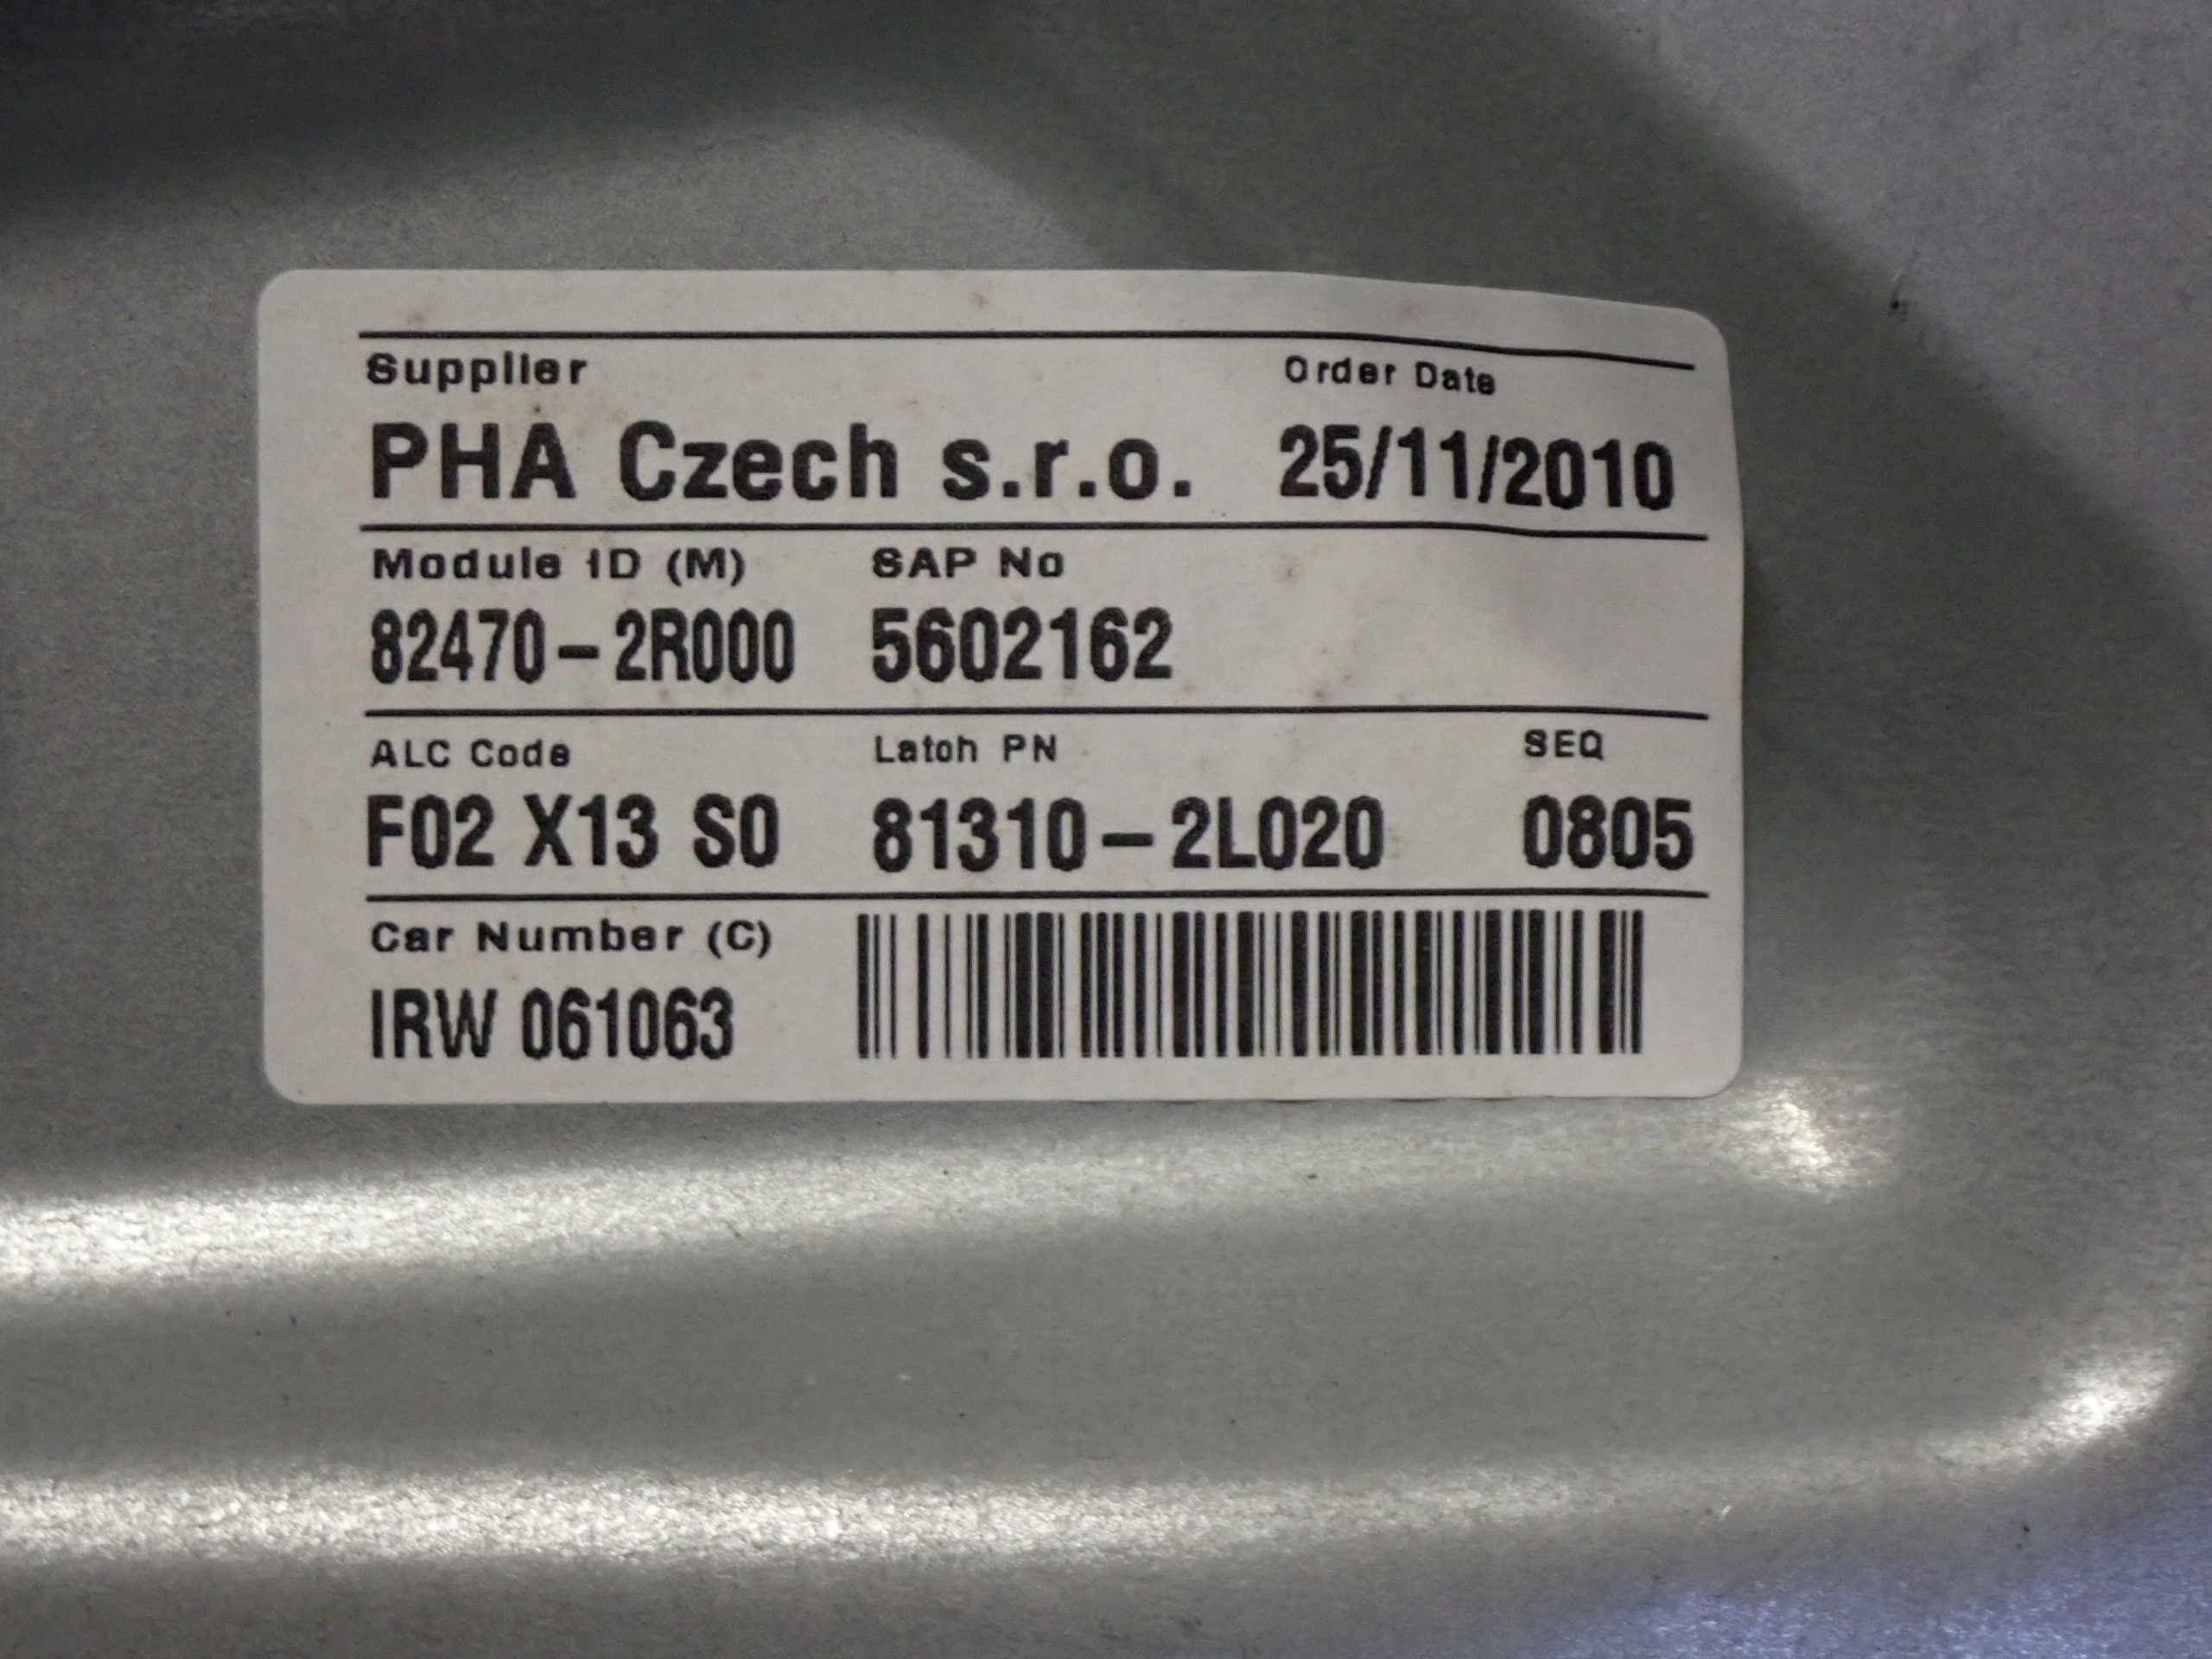 Supplier Order Date
PHA Czech s.r.o. 25/11/2010
Module ID (M) SAP No
82470-2R000 5602162
ALC Code Latch PN SEQ
F02 X13 S0 81310-2L020 0805
Car Number (C)
IRW 061063